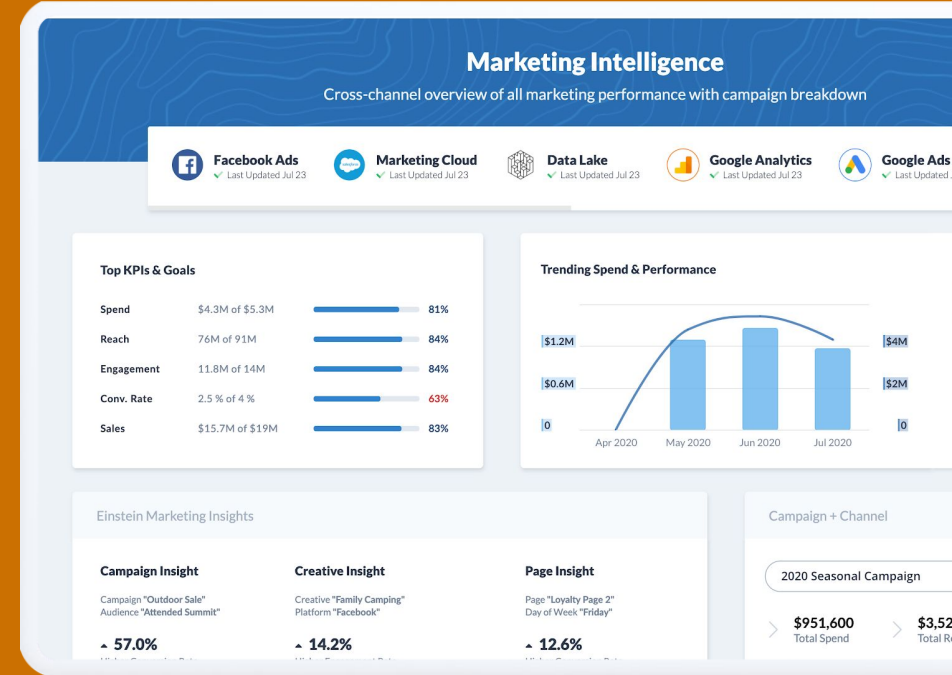 Marketing Intelligence
Cross-channel overview of all marketing performance with campaign breakdown
Facebook Ads
Last Updated Jul 23
Marketing Cloud
Last Updated Jul 23
Data Lake
Last Updated Jul 23
Google Analytics
Last Updated Jul 23
Google Ads
Last Updated
Top KPIs & Goals
Spend $4.3M of $5.3M 81%
Reach 76M of 91M 84%
Engagement 11.8M of 14M 84%
Conv. Rate 2.5 % of 4 % 63%
Sales $15.7M of $19M 83%
Trending Spend & Performance
$1.2M $4M
$0.6M $2M
0 0
Apr 2020 May 2020 Jun 2020 Jul 2020
Einstein Marketing Insights
Campaign Insight
Campaign "Outdoor Sale"
Audience "Attended Summit"
57.0%
Creative Insight
Creative "Family Camping"
Platform "Facebook"
14.2%
Page Insight
Page "Loyalty Page 2"
Day of Week "Friday"
12.6%
Campaign + Channel
2020 Seasonal Campaign
$951,600
Total Spend
$3,52
Total